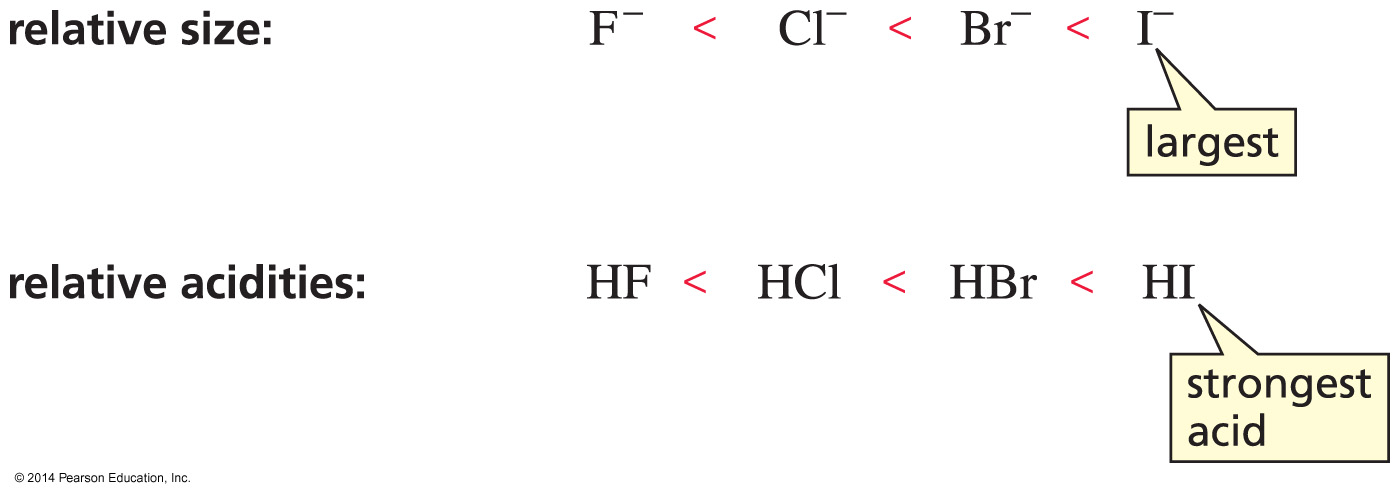 relative size: F⁻ < Cl⁻ < Br⁻ < I⁻
largest
relative acidities: HF < HCl < HBr < HI
strongest
acid
© 2014 Pearson Education, Inc.